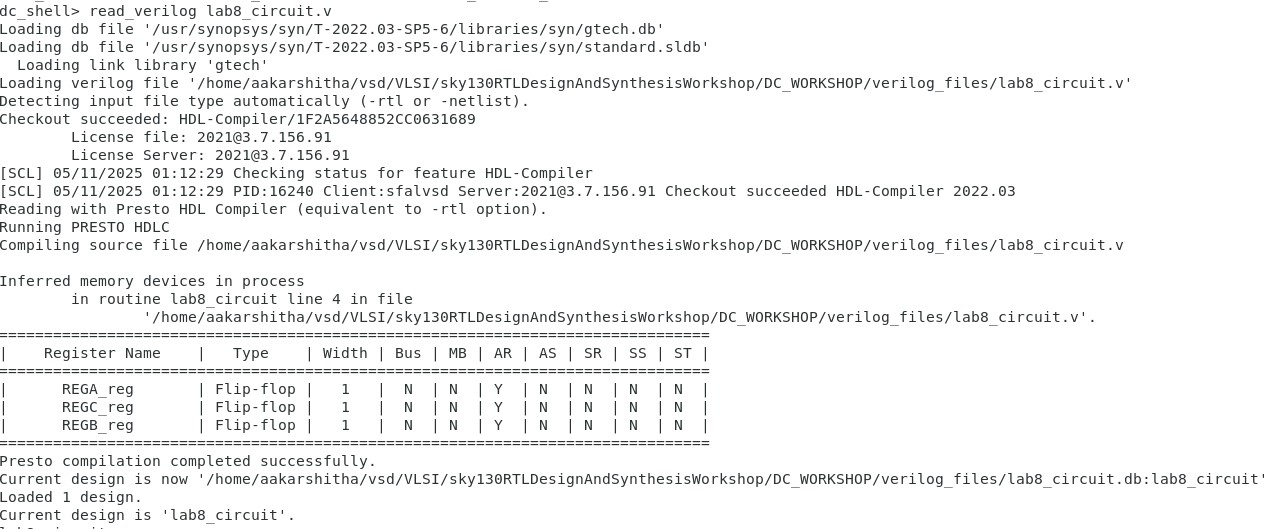 dc_shell> read_verilog lab8_circuit.v
Loading db file '/usr/synopsys/syn/T-2022.03-SP5-6/libraries/syn/gtech.db'
Loading db file '/usr/synopsys/syn/T-2022.03-SP5-6/libraries/syn/standard.sldb'
  Loading link library 'gtech'
Loading verilog file '/home/aakarshitha/vsd/VLSI/sky130RTLDesignAndSynthesisWorkshop/DC_WORKSHOP/verilog_files/lab8_circuit.v'
Detecting input file type automatically (-rtl or -netlist).
Checkout succeeded: HDL-Compiler/1F2A5648852CC0631689
        License file: 2021@3.7.156.91
        License Server: 2021@3.7.156.91
[SCL] 05/11/2025 01:12:29 Checking status for feature HDL-Compiler
[SCL] 05/11/2025 01:12:29 PID:16240 Client:sfalvsd Server:2021@3.7.156.91 Checkout succeeded HDL-Compiler 2022.03
Reading with Presto HDL Compiler (equivalent to -rtl option).
Running PRESTO HDLC
Compiling source file /home/aakarshitha/vsd/VLSI/sky130RTLDesignAndSynthesisWorkshop/DC_WORKSHOP/verilog_files/lab8_circuit.v
Inferred memory devices in process
        in routine lab8_circuit line 4 in file
                '/home/aakarshitha/vsd/VLSI/sky130RTLDesignAndSynthesisWorkshop/DC_WORKSHOP/verilog_files/lab8_circuit.v'.
===============================================================================
|    Register Name    |   Type    | Width | Bus | MB | AR | AS | SR | SS | ST |
===============================================================================
|      REGA_reg       | Flip-flop |   1   |  N  | N  | Y  | N  | N  | N  | N  |
|      REGC_reg       | Flip-flop |   1   |  N  | N  | Y  | N  | N  | N  | N  |
|      REGB_reg       | Flip-flop |   1   |  N  | N  | Y  | N  | N  | N  | N  |
===============================================================================
Presto compilation completed successfully.
Current design is now '/home/aakarshitha/vsd/VLSI/sky130RTLDesignAndSynthesisWorkshop/DC_WORKSHOP/verilog_files/lab8_circuit.db:lab8_circuit'
Loaded 1 design.
Current design is 'lab8_circuit'.